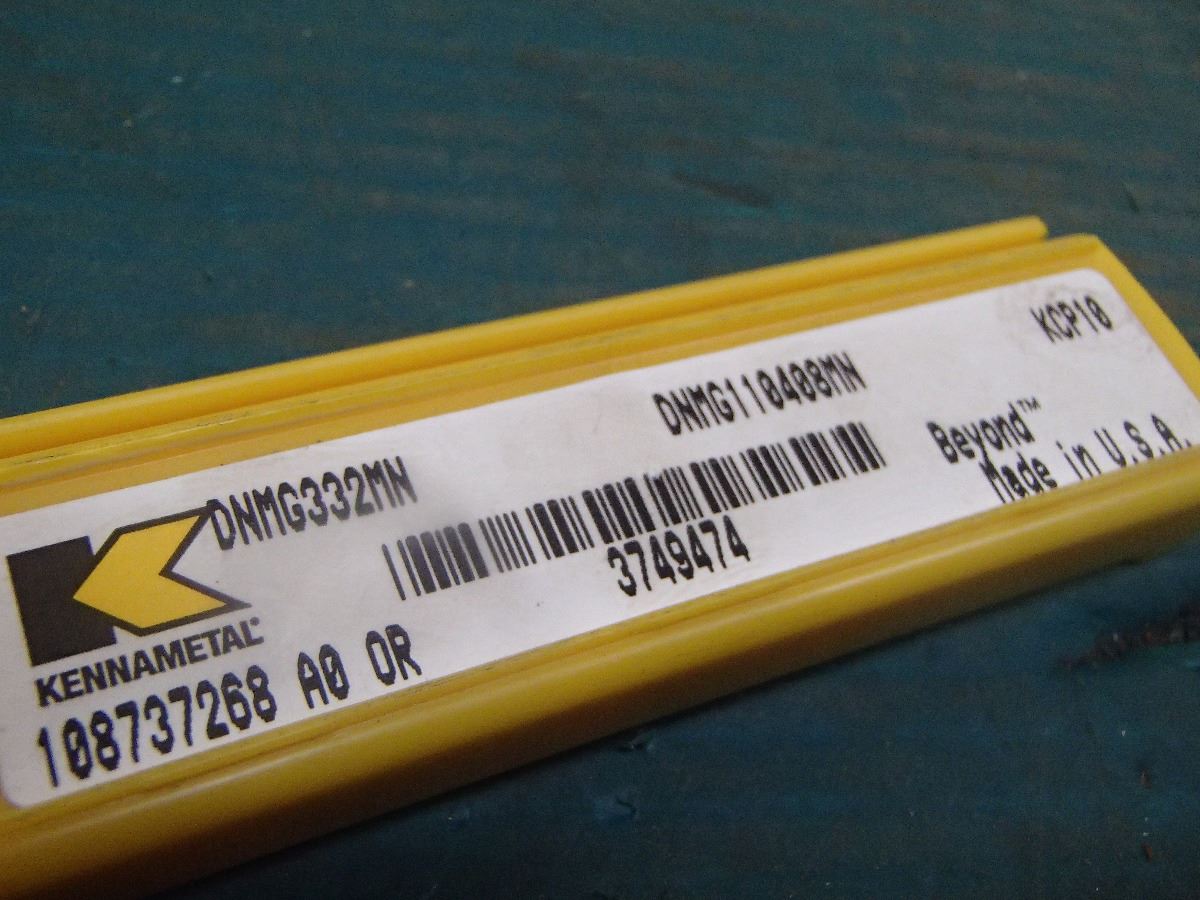 KCP10
DNMG110408MN
Beyond™
Made in U.S.A.
DNMG332MN
3749474
KENNAMETAL
108737268 A0 OR